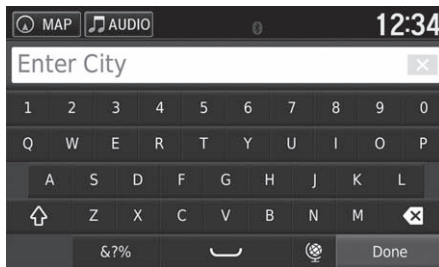 MAP AUDIO 12:34
Enter City
1 2 3 4 5 6 7 8 9 0
Q W E R T Y U I O P
A S D F G H J K L
Z X C V B N M
&?% Done